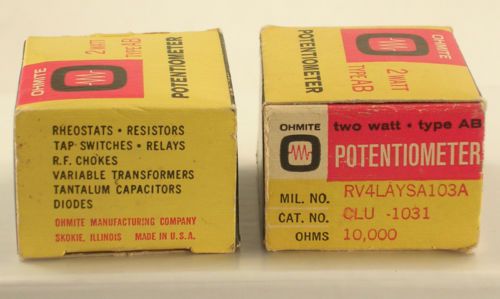 OHMITE
2 WATT
TYPE AB
POTENTIOMETER
RHEOSTATS • RESISTORS
TAP SWITCHES • RELAYS
R.F. CHOKES
VARIABLE TRANSFORMERS
TANTALUM CAPACITORS
DIODES
OHMITE MANUFACTURING COMPANY
SKOKIE, ILLINOIS MADE IN U.S.A.
POTENTIOMETER
2 WATT
TYPE AB
OHMITE
two watt • type AB
POTENTIOMETER
MIL. NO. RV4LAYSA103A
CAT. NO. CLU -1031
OHMS 10,000